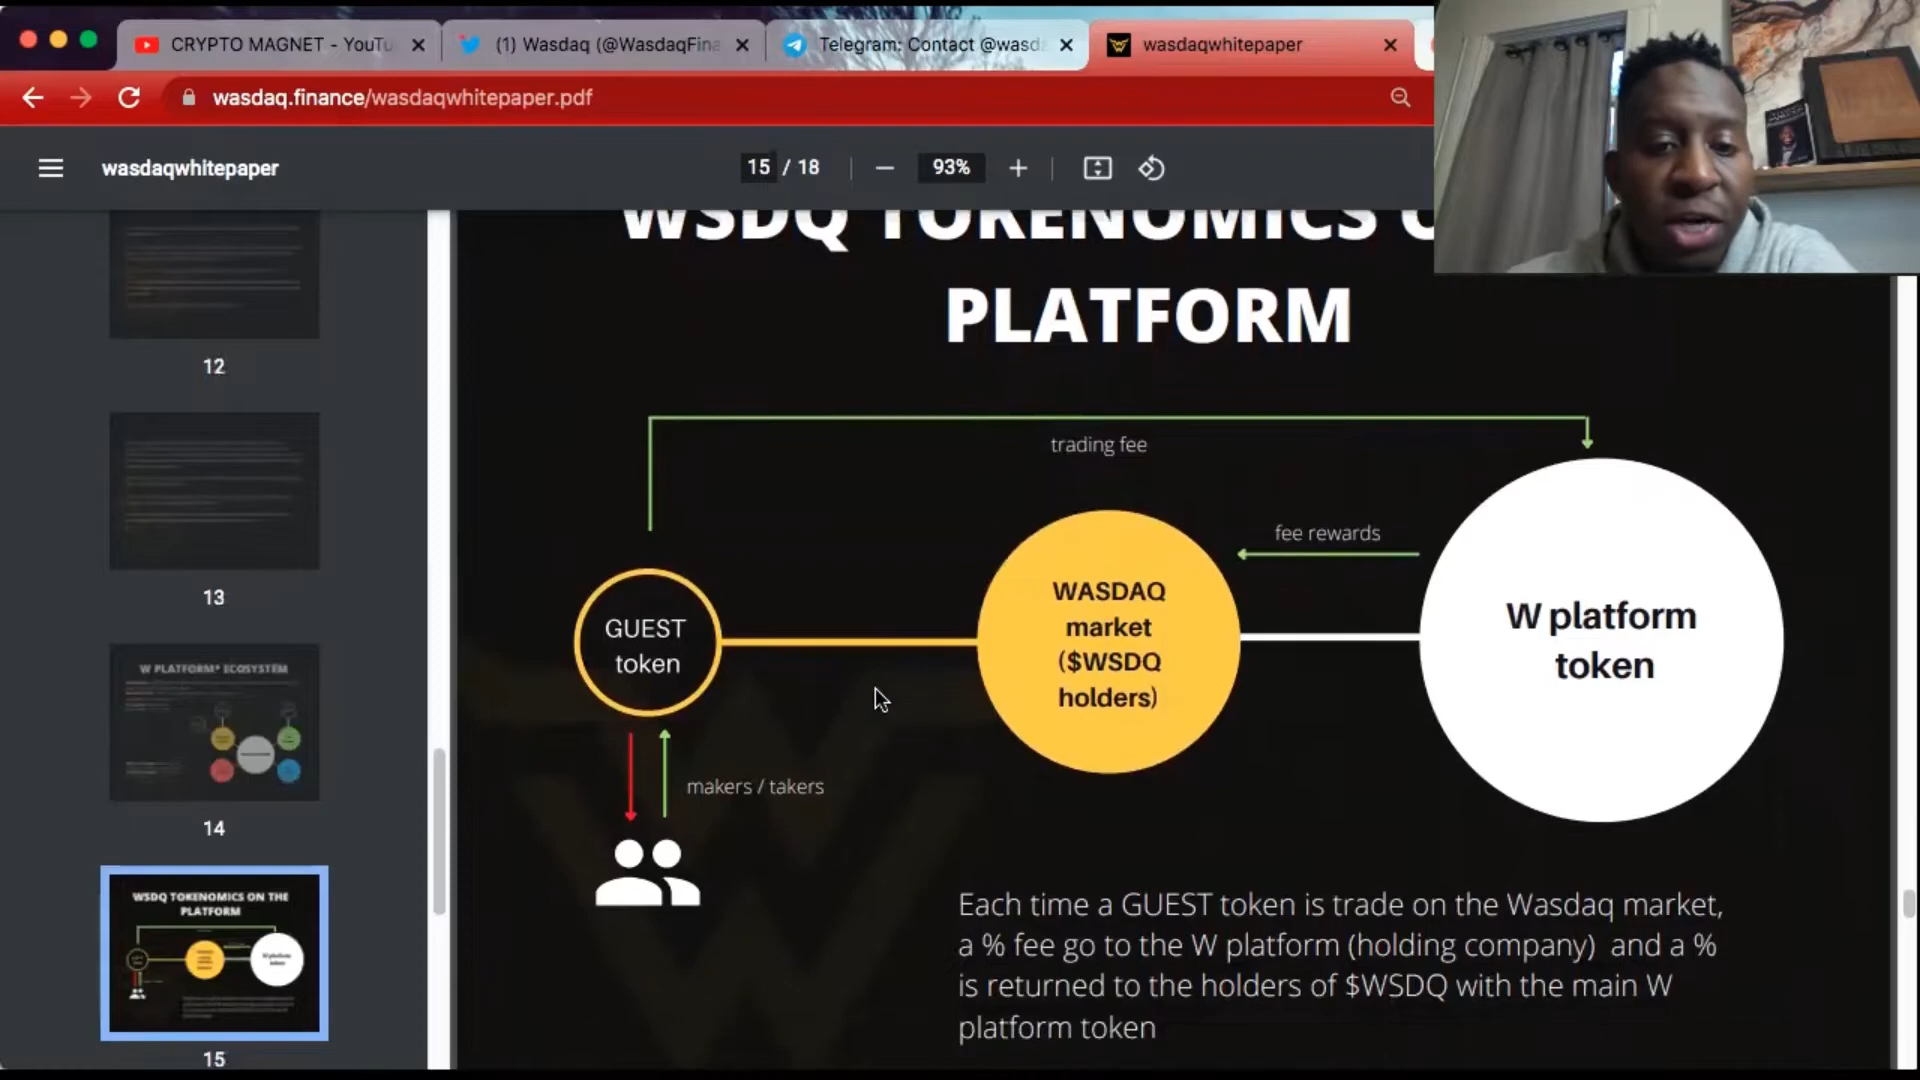 CRYPTO MAGNET - YouTu
(1) Wasdaq (@WasdaqFina
Telegram: Contact @wasd
wasdaqwhitepaper
wasdaq.finance/wasdaqwhitepaper.pdf
wasdaqwhitepaper
15 / 18
93%
12
13
W PLATFORM* ECOSYSTEM
14
WSDQ TOKENOMICS ON THE
PLATFORM
15
WSDQ TOKENOMICS O
PLATFORM
trading fee
fee rewards
GUEST
token
WASDAQ
market
($WSDQ
holders)
W platform
token
makers / takers
Each time a GUEST token is trade on the Wasdaq market,
a % fee go to the W platform (holding company) and a %
is returned to the holders of $WSDQ with the main W
platform token